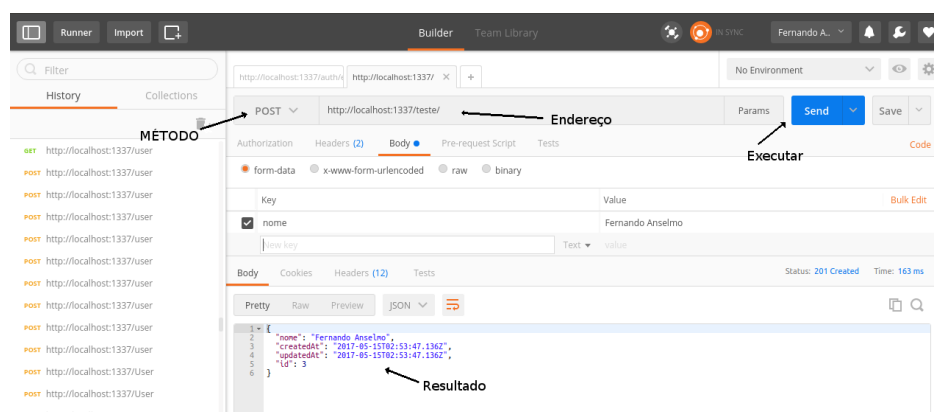 Runner
Import
Builder
Team Library
IN SYNC
Fernando A..
Filter
History
Collections
http://localhost:1337/auth/
http://localhost:1337/
No Environment
MÉTODO
POST
http://localhost:1337/teste/
Endereço
Params
Send
Save
Executar
GET http://localhost:1337/user
POST http://localhost:1337/user
POST http://localhost:1337/user
POST http://localhost:1337/user
POST http://localhost:1337/user
POST http://localhost:1337/user
POST http://localhost:1337/user
POST http://localhost:1337/user
POST http://localhost:1337/User
POST http://localhost:1337/user
POST http://localhost:1337/User
POST http://localhost:1337/User
Authorization
Headers (2)
Body
Pre-request Script
Tests
Code
form-data
x-www-form-urlencoded
raw
binary
Key
Value
Bulk Edit
nome
Fernando Anselmo
New key
Text
value
Body
Cookies
Headers (12)
Tests
Status: 201 Created
Time: 163 ms
Pretty
Raw
Preview
JSON
1 {
2 "nome": "Fernando Anselmo",
3 "createdAt": "2017-05-15T02:53:47.136Z",
4 "updatedAt": "2017-05-15T02:53:47.136Z",
5 "id": 3
6 }
Resultado